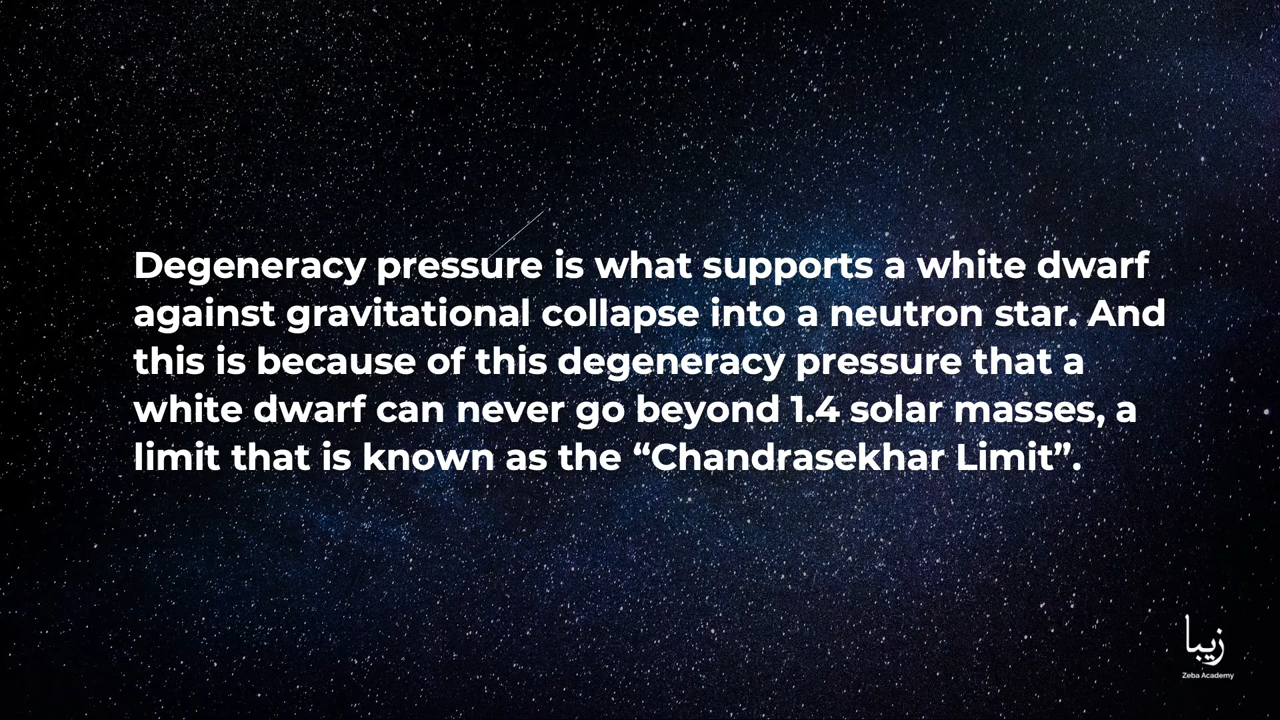 Degeneracy pressure is what supports a white dwarf
against gravitational collapse into a neutron star. And
this is because of this degeneracy pressure that a
white dwarf can never go beyond 1.4 solar masses, a
limit that is known as the “Chandrasekhar Limit”.
زیبا
Zeba Academy